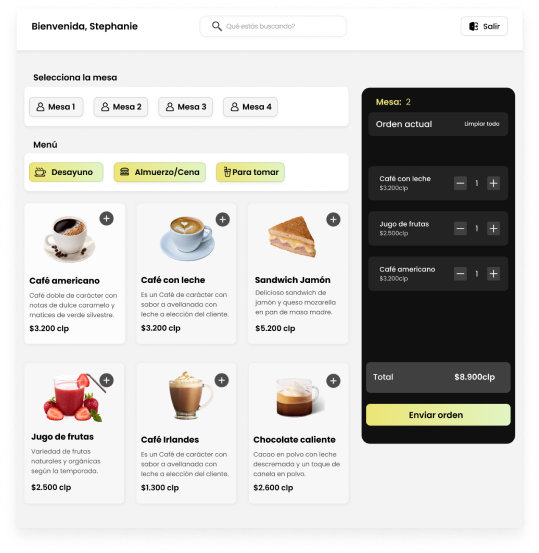 Bienvenida, Stephanie
Qué estás buscando?
Salir
Selecciona la mesa
Mesa 1
Mesa 2
Mesa 3
Mesa 4
Menú
Desayuno
Almuerzo/Cena
Para tomar
Café americano
Café doble de carácter con
notas de dulce caramelo y
matices de verde silvestre.
$3.200 clp
Café con leche
Es un Café de carácter con
sabor a avellanada con
leche a elección del cliente.
$3.200 clp
Sandwich Jamón
Delicioso sandwich de
jamón y queso mozarella
en pan de masa madre.
$5.200 clp
Jugo de frutas
Variedad de frutas
naturales y orgánicas
según la temporada.
$2.500 clp
Café Irlandes
Es un Café de carácter con
sabor a avellanada con
leche a elección del cliente.
$1.300 clp
Chocolate caliente
Cacao en polvo con leche
descremada y un toque de
canela en polvo.
$2.600 clp
Mesa: 2
Orden actual
Limpiar todo
Café con leche
$3.200clp
1
Jugo de frutas
$2.500clp
1
Café américano
$3.200clp
1
Total
$8.900clp
Enviar orden